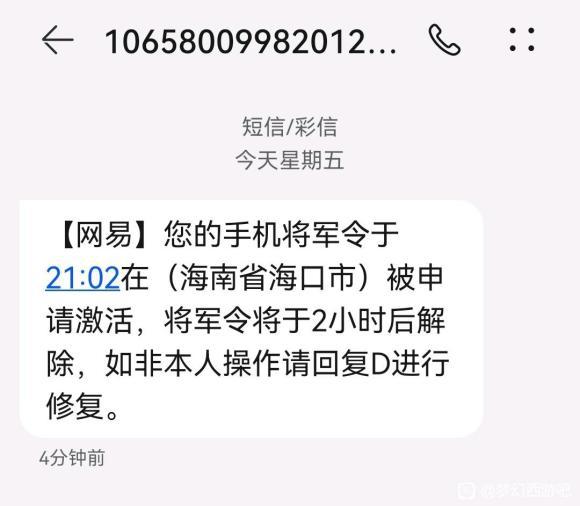 10658009982012...
短信/彩信
今天星期五
【网易】您的手机将军令于
21:02在（海南省海口市）被申
请激活，将军令将于2小时后解
除，如非本人操作请回复D进行
修复。
4分钟前
@梦幻西游吧